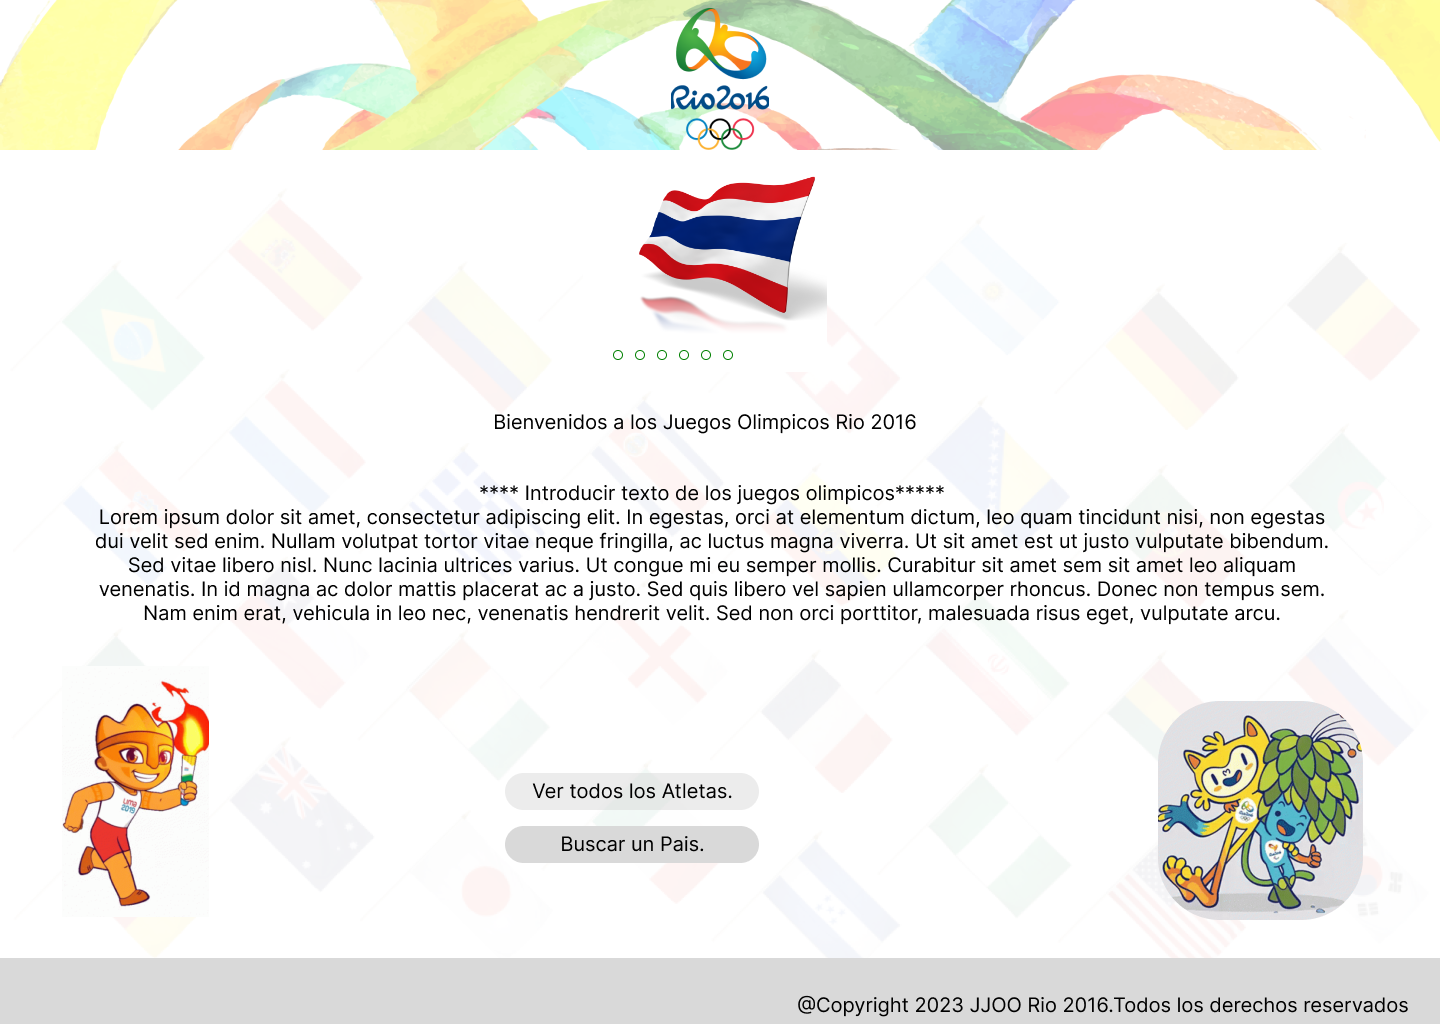 Rio2016
Bienvenidos a los Juegos Olimpicos Rio 2016
**** Introducir texto de los juegos olimpicos*****
Lorem ipsum dolor sit amet, consectetur adipiscing elit. In egestas, orci at elementum dictum, leo quam tincidunt nisi, non egestas
dui velit sed enim. Nullam volutpat tortor vitae neque fringilla, ac luctus magna viverra. Ut sit amet est ut justo vulputate bibendum.
Sed vitae libero nisl. Nunc lacinia ultrices varius. Ut congue mi eu semper mollis. Curabitur sit amet sem sit amet leo aliquam
venenatis. In id magna ac dolor mattis placerat ac a justo. Sed quis libero vel sapien ullamcorper rhoncus. Donec non tempus sem.
Nam enim erat, vehicula in leo nec, venenatis hendrerit velit. Sed non orci porttitor, malesuada risus eget, vulputate arcu.
LIMA
2019
Ver todos los Atletas.
Buscar un Pais.
@Copyright 2023 JJOO Rio 2016.Todos los derechos reservados